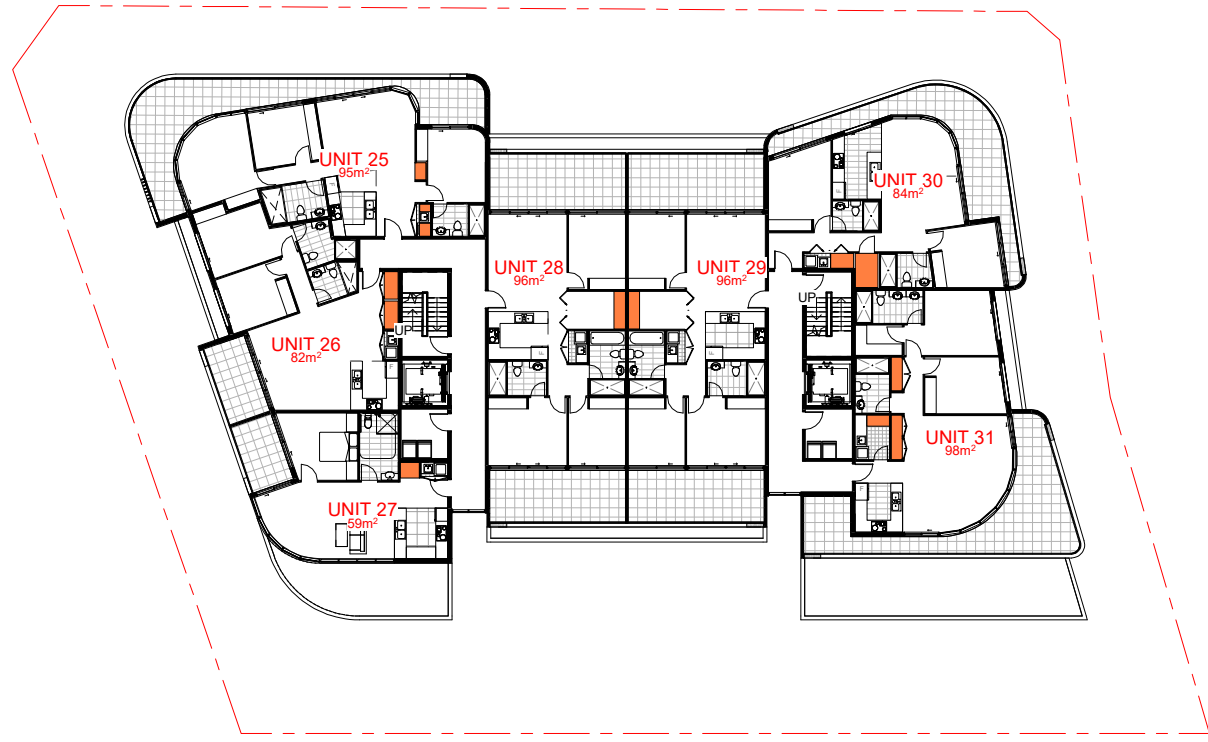 UNIT 25
95m²
UNIT 30
84m²
UNIT 28
96m²
UNIT 29
96m²
UP
UP
UNIT 26
82m²
UNIT 31
98m²
UNIT 27
59m²
F
F
F
F
F
F